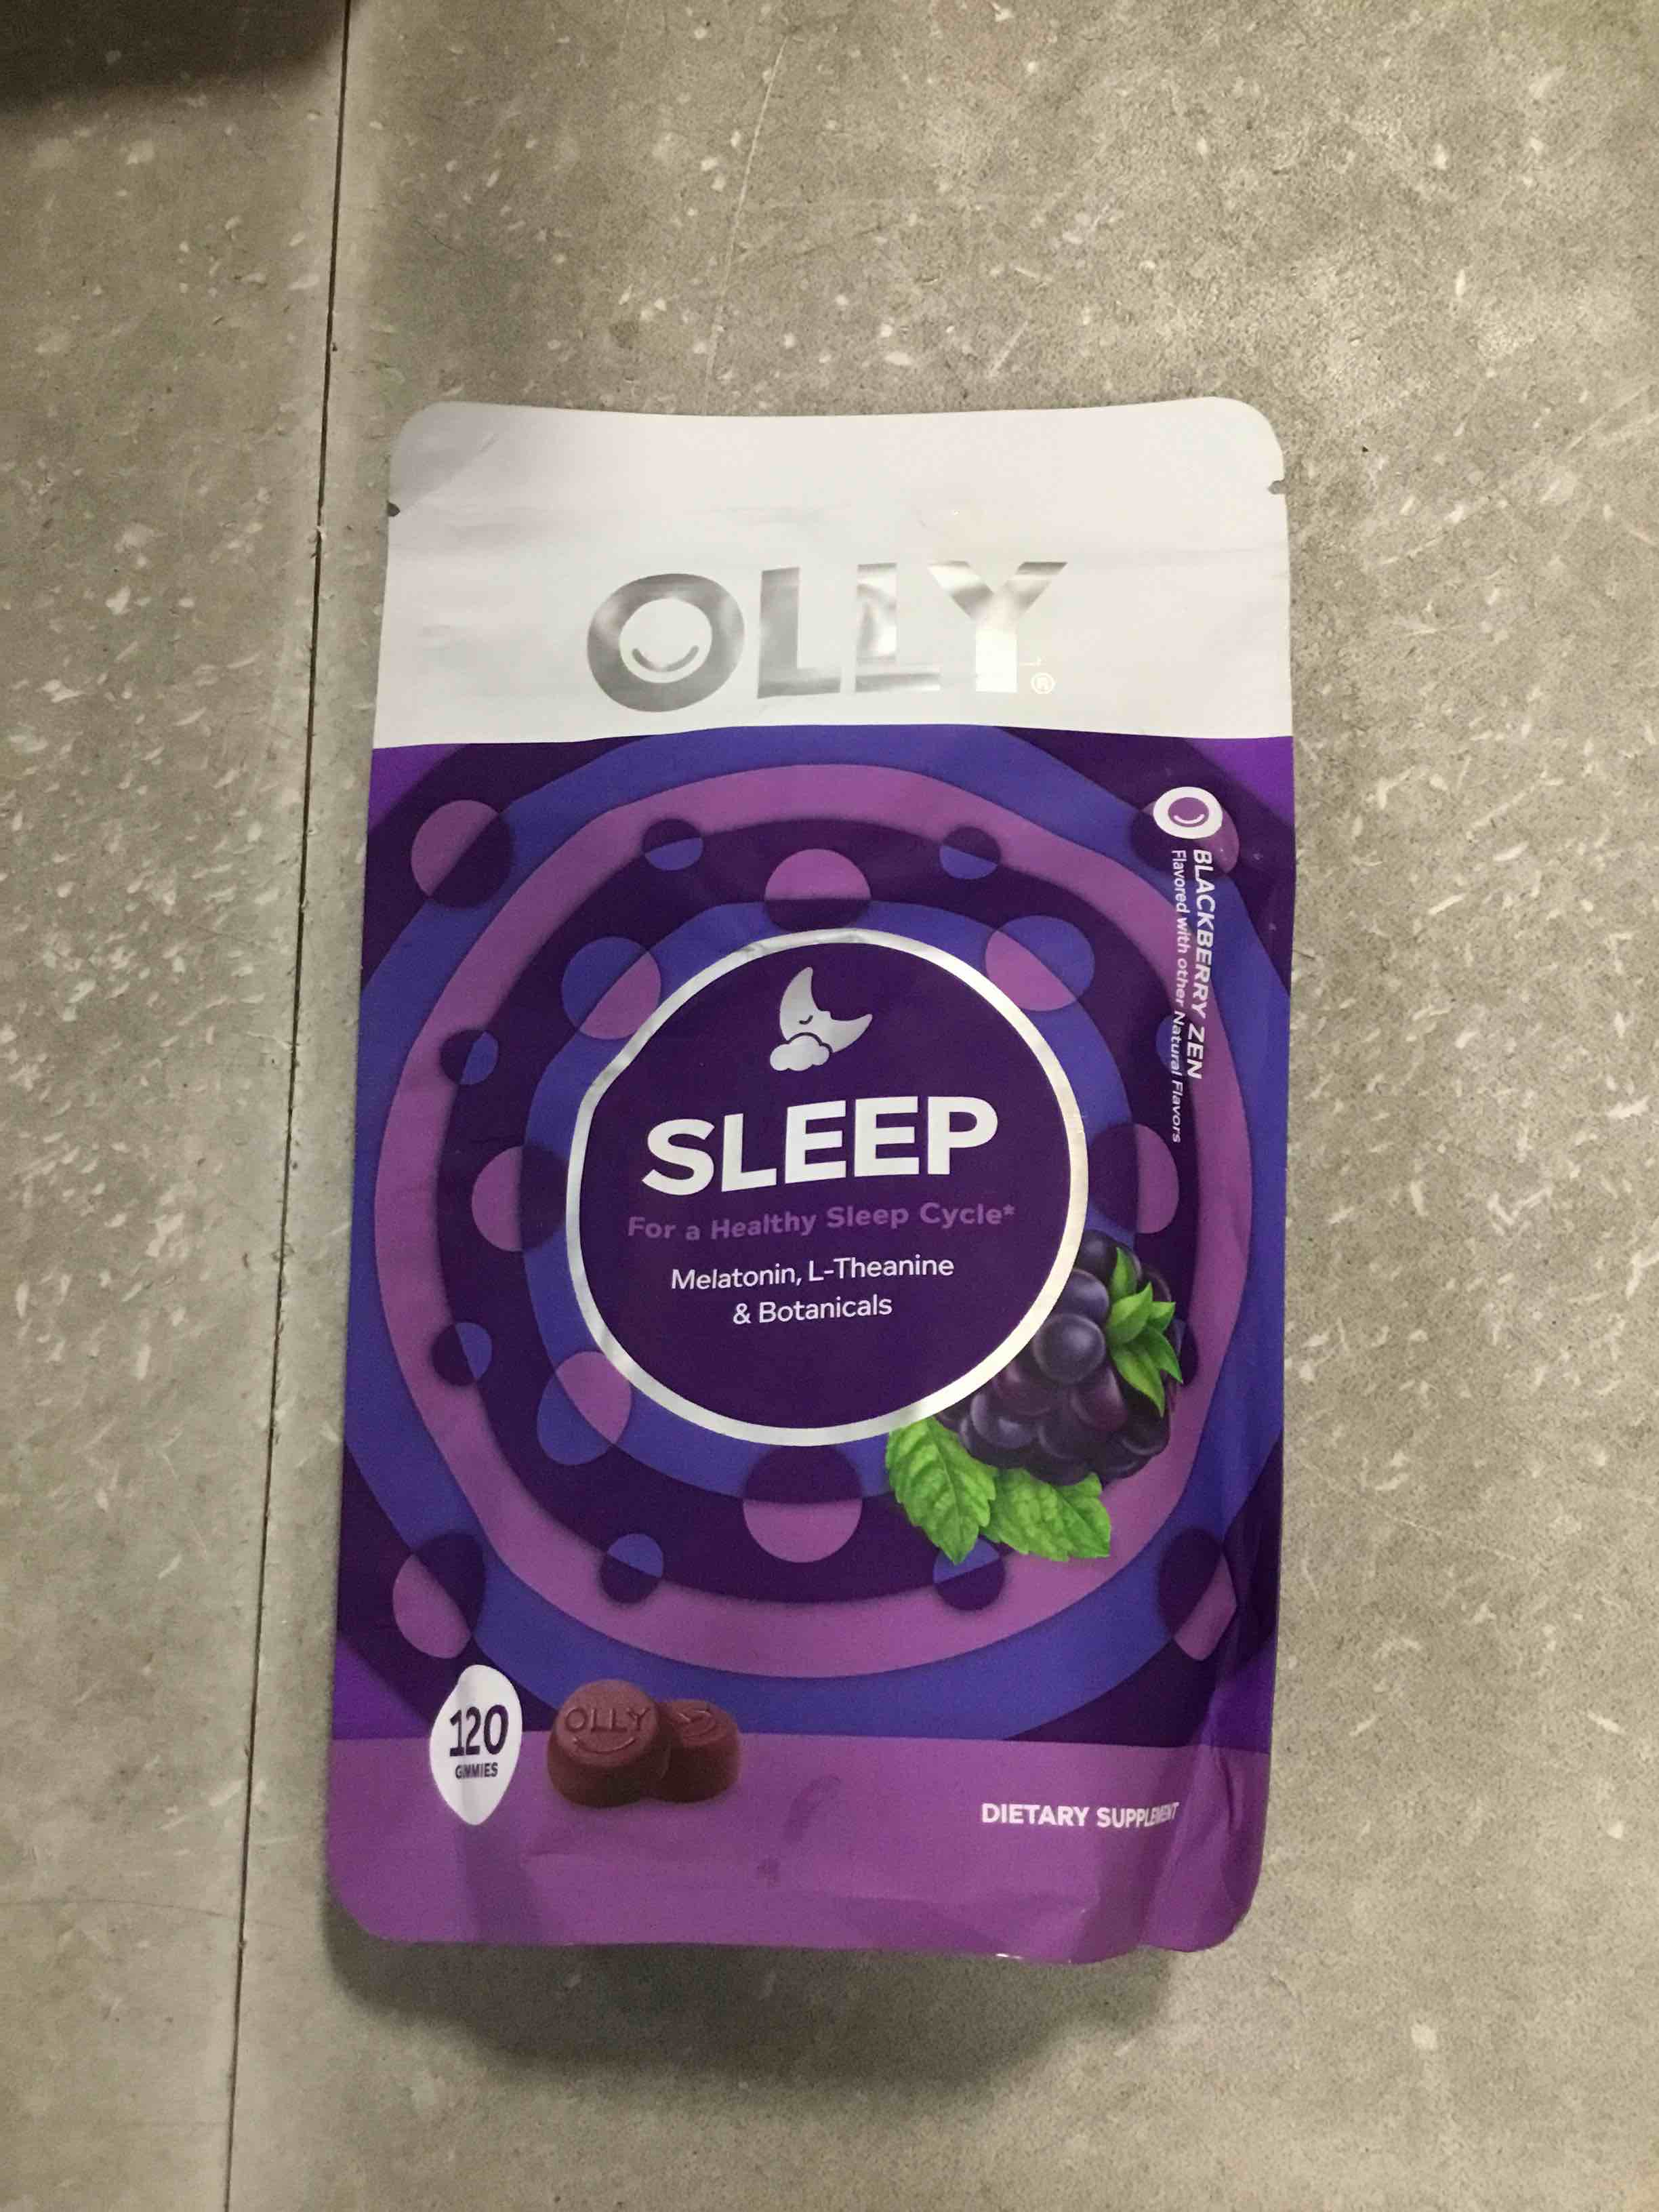 OLLY®
BLACKBERRY ZEN
Flavored with other Natural Flavors
SLEEP
For a Healthy Sleep Cycle*
Melatonin, L-Theanine
& Botanicals
120
GUMMIES
OLLY
DIETARY SUPPLEMENT